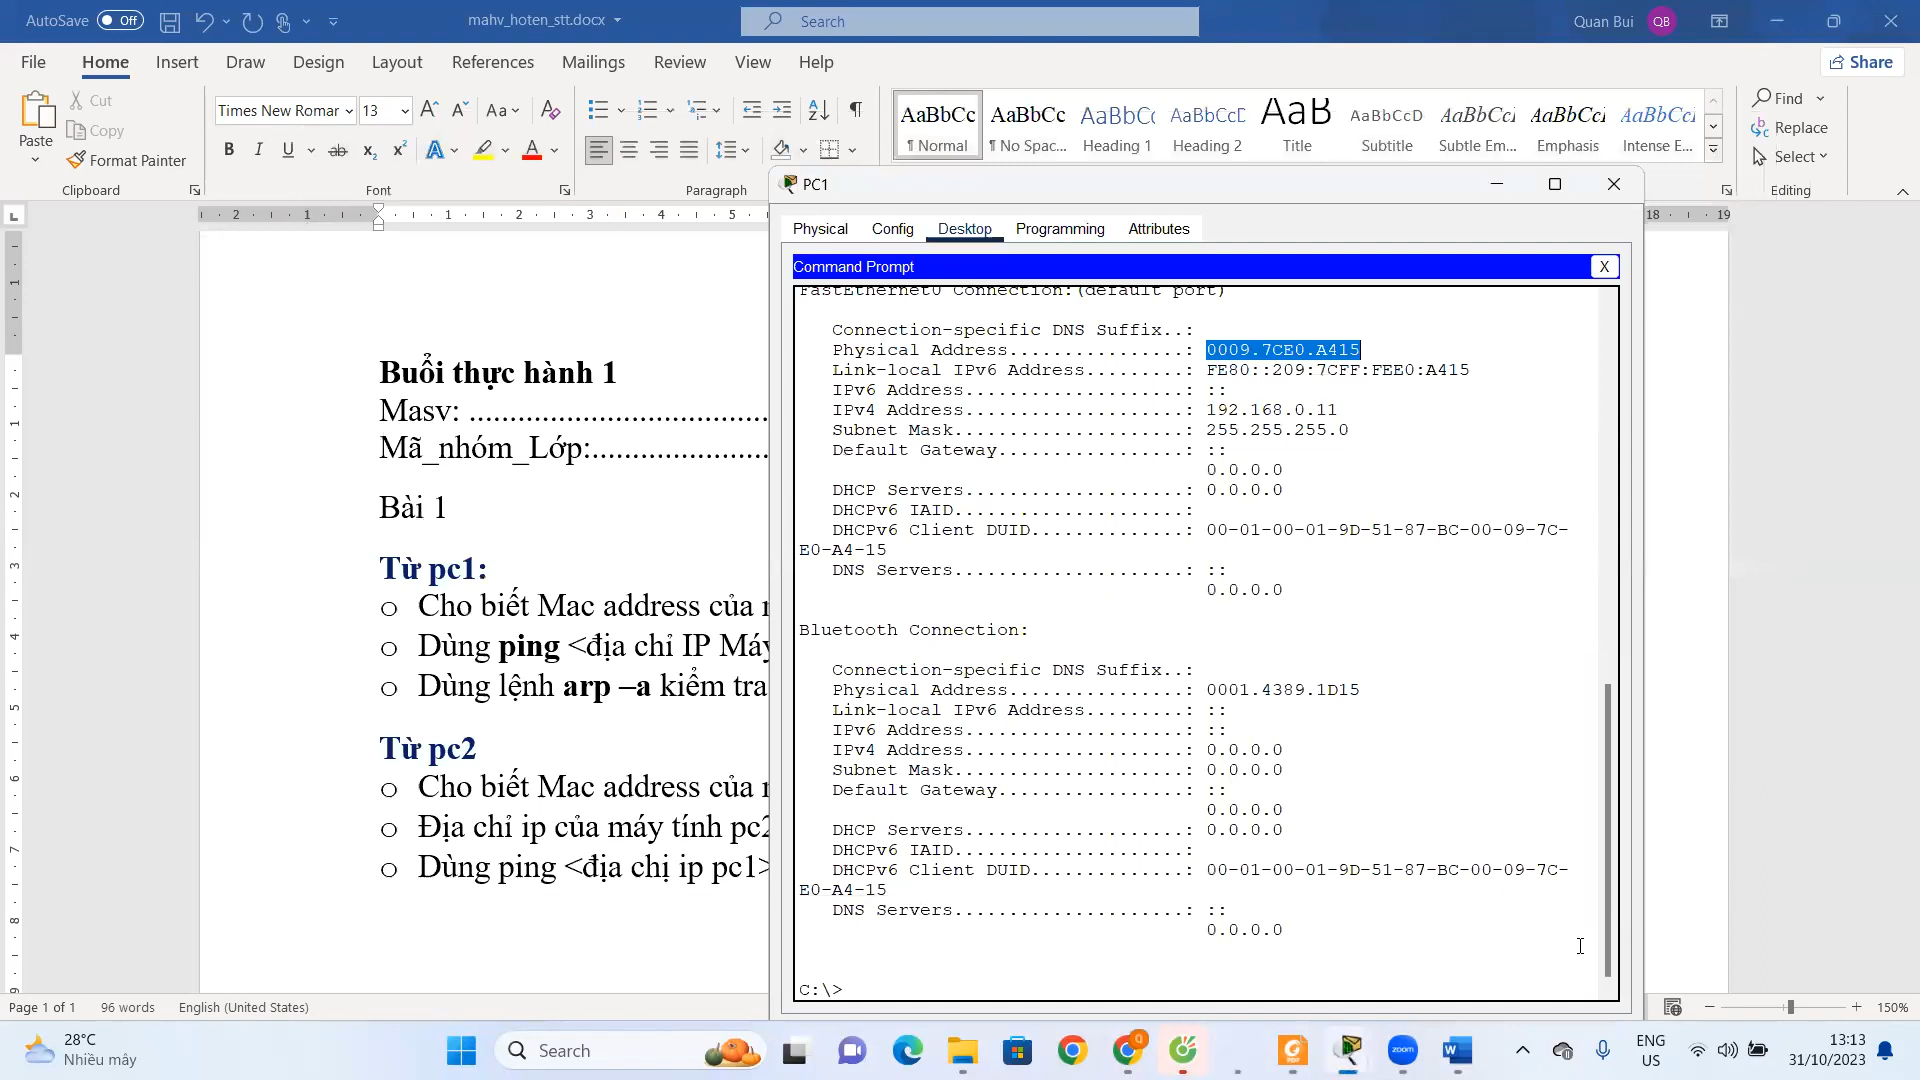 AutoSave Off mahv_hoten_stt.docx Search Quan Bui QB
File Home Insert Draw Design Layout References Mailings Review View Help Share
Paste Cut Copy Format Painter Clipboard
Times New Romar 13 Font
Paragraph
AaBbCc AaBbCc AaBbCc AaBbCcD AaB AaBbCcD AaBbCcI AaBbCcI AaBbCcI
¶ Normal ¶ No Spac... Heading 1 Heading 2 Title Subtitle Subtle Em... Emphasis Intense E...
Find Replace Select Editing
Buổi thực hành 1
Masv: .....................................
Mã_nhóm_Lớp:......................
Bài 1
Từ pc1:
o Cho biết Mac address của
o Dùng ping <địa chỉ IP Máy
o Dùng lệnh arp –a kiểm tra
Từ pc2
o Cho biết Mac address của
o Địa chỉ ip của máy tính pc2
o Dùng ping <địa chị ip pc1>
PC1
Physical Config Desktop Programming Attributes
Command Prompt X
FastEthernet0 Connection:(default port)
Connection-specific DNS Suffix..:
Physical Address................: 0009.7CE0.A415
Link-local IPv6 Address.........: FE80::209:7CFF:FEE0:A415
IPv6 Address....................: ::
IPv4 Address....................: 192.168.0.11
Subnet Mask.....................: 255.255.255.0
Default Gateway.................: ::
0.0.0.0
DHCP Servers....................: 0.0.0.0
DHCPv6 IAID.....................:
DHCPv6 Client DUID..............: 00-01-00-01-9D-51-87-BC-00-09-7C-
E0-A4-15
DNS Servers.....................: ::
0.0.0.0
Bluetooth Connection:
Connection-specific DNS Suffix..:
Physical Address................: 0001.4389.1D15
Link-local IPv6 Address.........: ::
IPv6 Address....................: ::
IPv4 Address....................: 0.0.0.0
Subnet Mask.....................: 0.0.0.0
Default Gateway.................: ::
0.0.0.0
DHCP Servers....................: 0.0.0.0
DHCPv6 IAID.....................:
DHCPv6 Client DUID..............: 00-01-00-01-9D-51-87-BC-00-09-7C-
E0-A4-15
DNS Servers.....................: ::
0.0.0.0
C:\>
Page 1 of 1 96 words English (United States) 150%
28°C
Nhiều mây
Search
zoom
ENG
US
13:13
31/10/2023